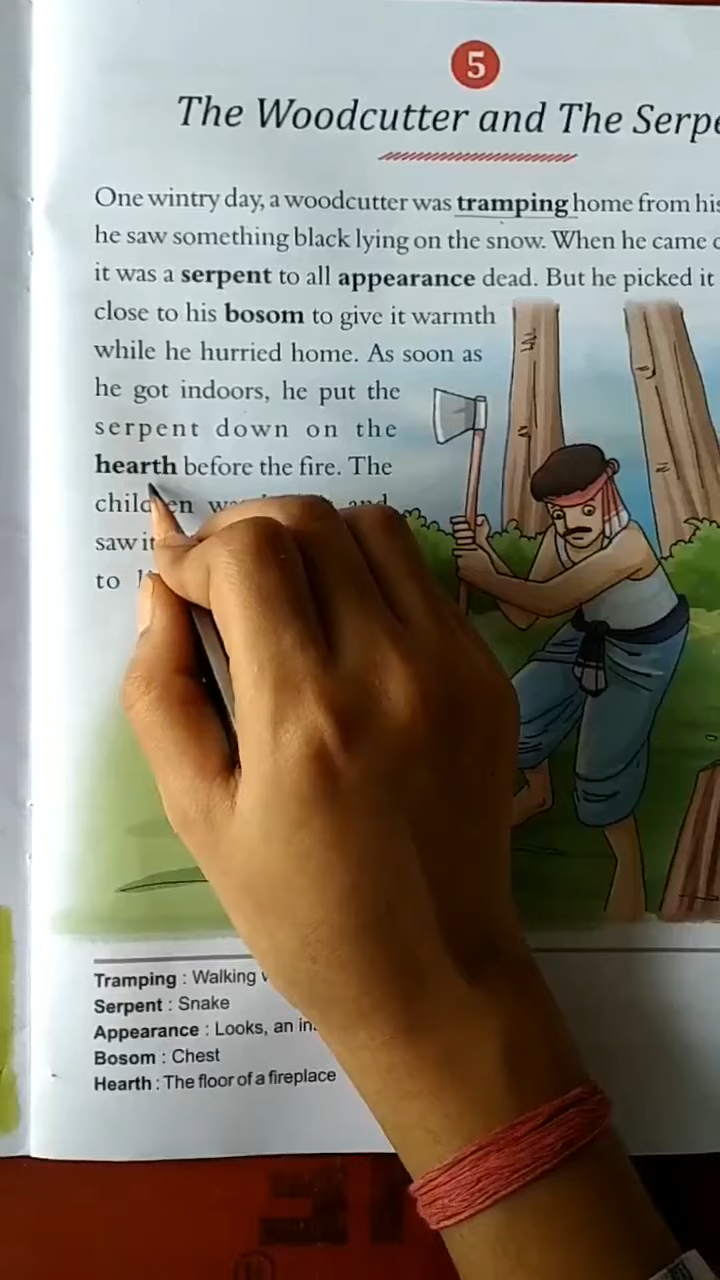 5
The Woodcutter and The Serpe
One wintry day, a woodcutter was tramping home from his
he saw something black lying on the snow. When he came
it was a serpent to all appearance dead. But he picked it
close to his bosom to give it warmth
while he hurried home. As soon as
he got indoors, he put the
serpent down on the
hearth before the fire. The
children and
saw it
to
Tramping : Walking
Serpent : Snake
Appearance : Looks, an
Bosom : Chest
Hearth : The floor of a fireplace